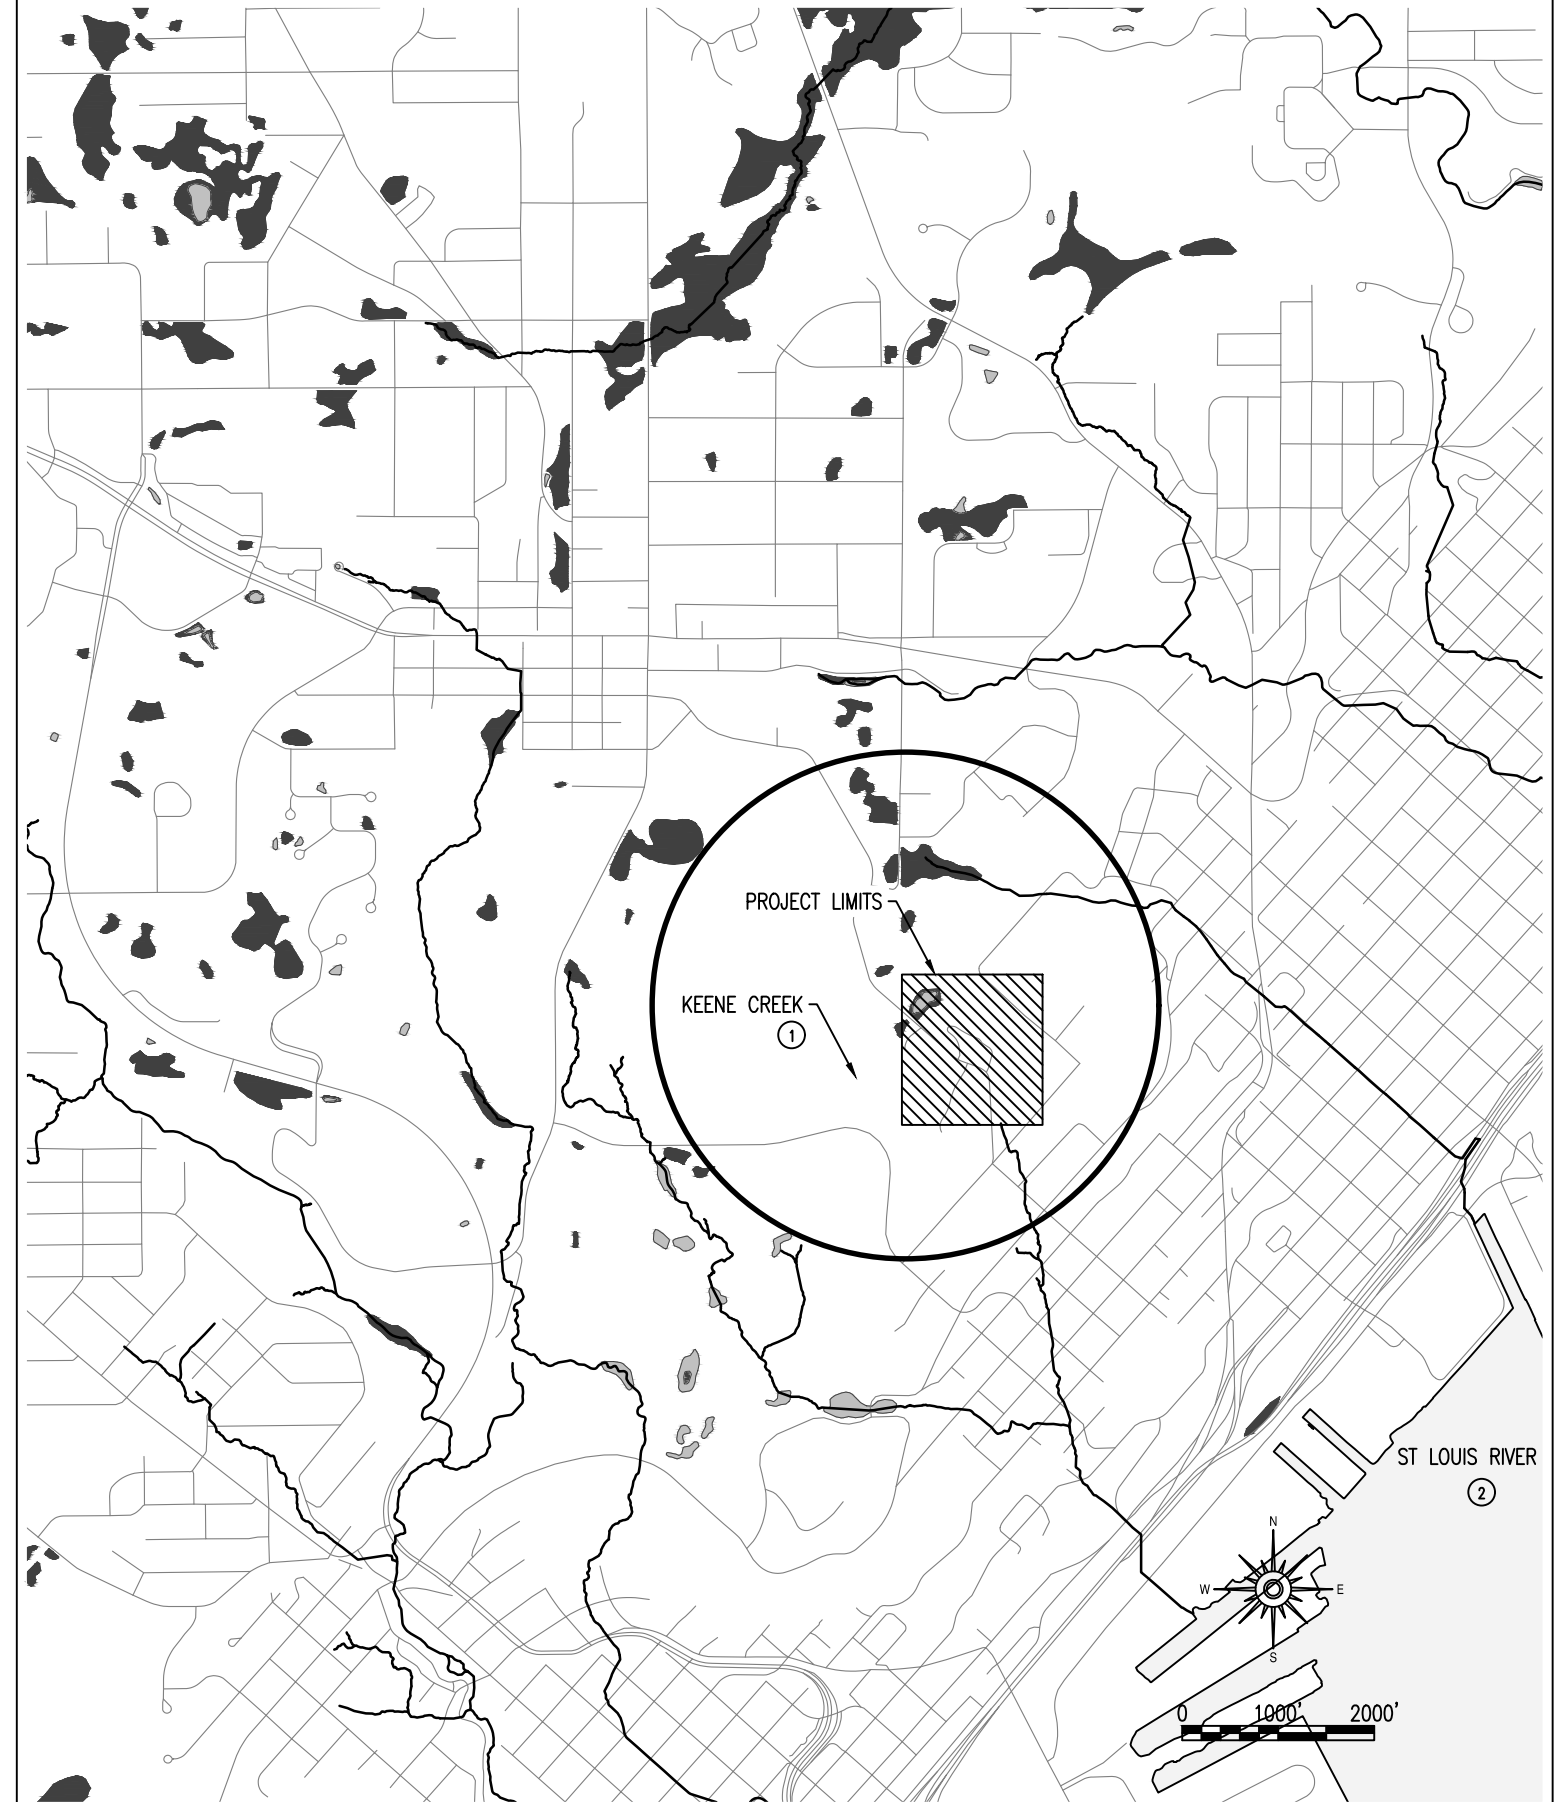 PROJECT LIMITS
KEENE CREEK
1
ST LOUIS RIVER
2
N
W E
S
0 1000' 2000'